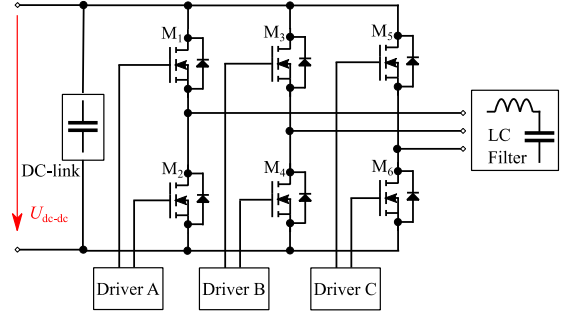 M1 M3 M5
LC
Filter
DC-link
M2 M4 M6
Udc-dc
Driver A Driver B Driver C